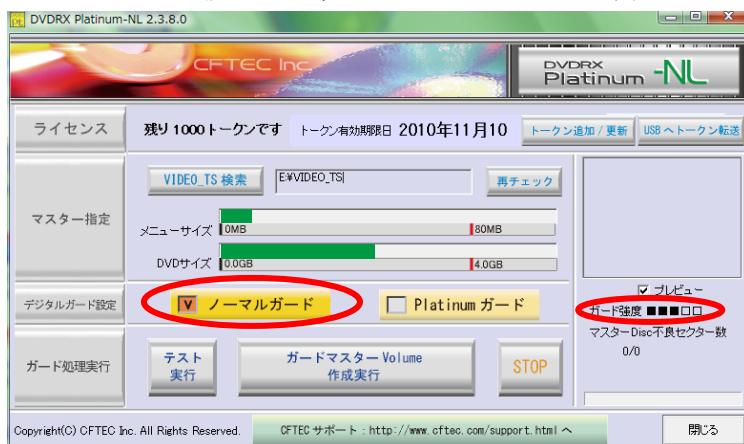 DVDRX Platinum-NL 2.3.8.0
CFTEC Inc.
DVDRX
Platinum -NL
ライセンス
残り 1000 トークンです トークン有効期限日 2010年11月10
トークン追加 / 更新
USB へトークン転送
マスター指定
VIDEO_TS 検索
E:¥VIDEO_TS
再チェック
メニューサイズ 0MB 80MB
DVDサイズ 0.0GB 4.0GB
プレビュー
デジタルガード設定
V ノーマルガード
Platinum ガード
ガード強度 ■■■□□
マスターDisc不良セクター数
0/0
ガード処理実行
テスト
実行
ガードマスター Volume
作成実行
STOP
Copyright(C) CFTEC Inc. All Rights Reserved.
CFTEC サポート : http://www.cftec.com/support.html へ
閉じる